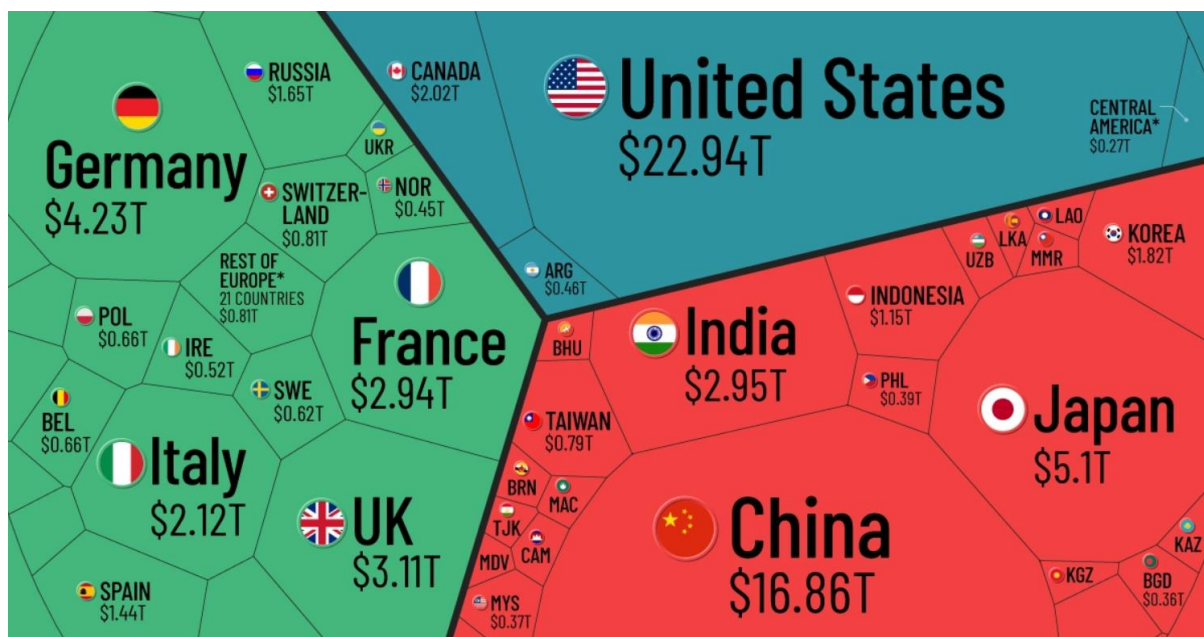 Germany
$4.23T
RUSSIA
$1.65T
UKR
SWITZER-
LAND
$0.81T
NOR
$0.45T
REST OF
EUROPE*
21 COUNTRIES
$0.81T
France
$2.94T
POL
$0.66T
IRE
$0.52T
SWE
$0.62T
BEL
$0.66T
Italy
$2.12T
UK
$3.11T
SPAIN
$1.44T
CANADA
$2.02T
United States
$22.94T
CENTRAL
AMERICA*
$0.27T
ARG
$0.46T
BHU
India
$2.95T
INDONESIA
$1.15T
UZB
LKA
LAO
MMR
KOREA
$1.82T
PHL
$0.39T
Japan
$5.1T
TAIWAN
$0.79T
BRN
MAC
TJK
CAM
MDV
MYS
$0.37T
China
$16.86T
KGZ
BGD
$0.36T
KAZ